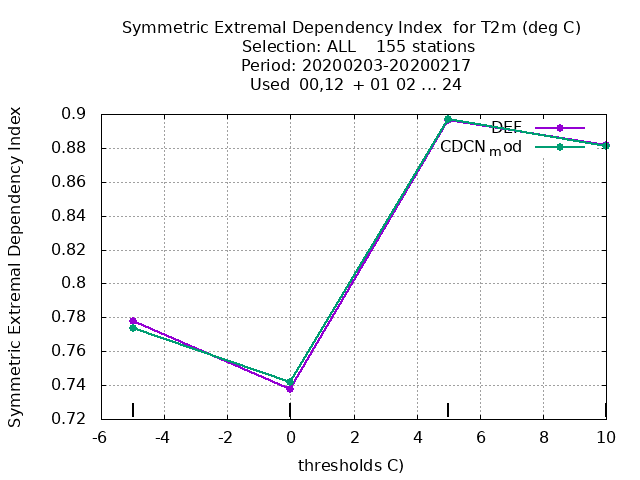 Symmetric Extremal Dependency Index  for T2m (deg C)
Selection: ALL    155 stations
Period: 20200203-20200217
Used  00,12  + 01 02 ... 24
Symmetric Extremal Dependency Index
0.9
0.88
0.86
0.84
0.82
0.8
0.78
0.76
0.74
0.72
DEF
CDCNmod
-6 -4 -2 0 2 4 6 8 10
thresholds C)